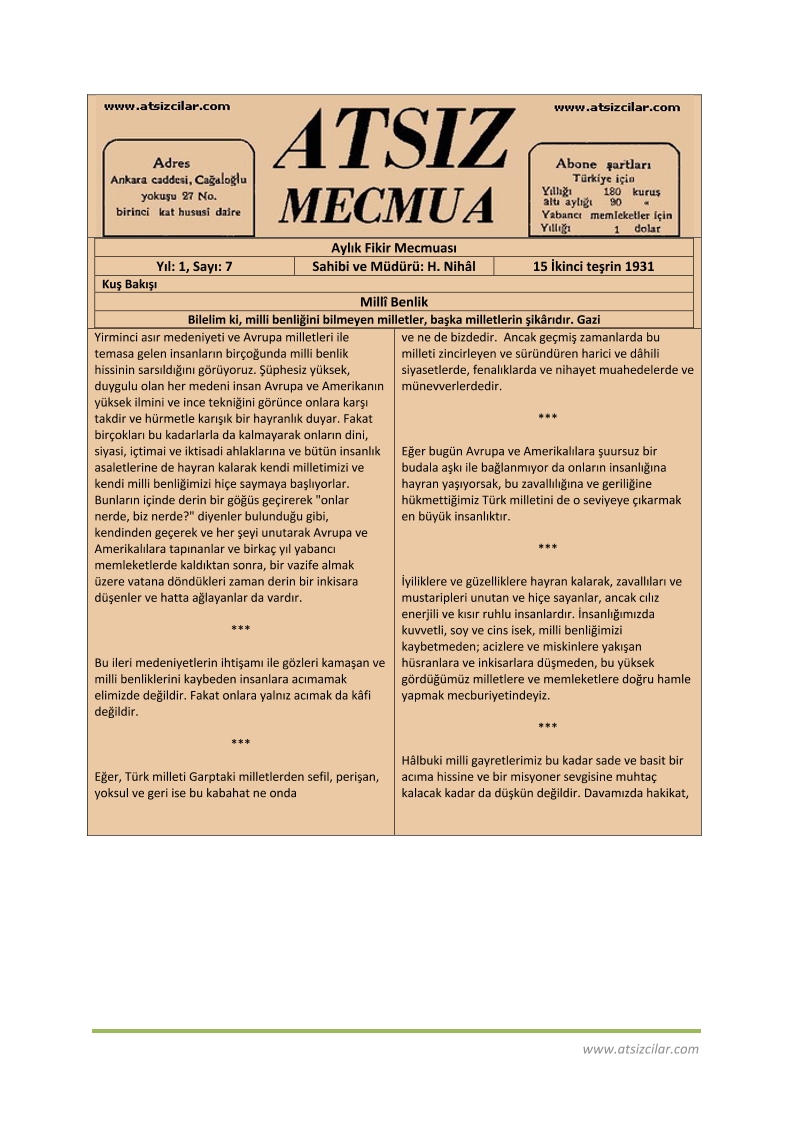 www.atsizcilar.com
www.atsizcilar.com
ATSIZ
MECMUA
Adres
Ankara caddesi, Cağaloğlu
yokuşu 27 No.
birinci kat hususi daire
Abone şartları
Türkiye için
Yıllığı 180 kuruş
altı aylığı 90 «
Yabancı memleketler için
Yıllığı 1 dolar
Aylık Fikir Mecmuası
Yıl: 1, Sayı: 7 Sahibi ve Müdürü: H. Nihâl 15 İkinci teşrin 1931
Kuş Bakışı
Millî Benlik
Bilelim ki, milli benliğini bilmeyen milletler, başka milletlerin şikârıdır. Gazi
Yirminci asır medeniyeti ve Avrupa milletleri ile
temasa gelen insanların birçoğunda milli benlik
hissinin sarsıldığını görüyoruz. Şüphesiz yüksek,
duygulu olan her medeni insan Avrupa ve Amerikanın
yüksek ilmini ve ince tekniğini görünce onlara karşı
takdir ve hürmetle karışık bir hayranlık duyar. Fakat
birçokları bu kadarlarla da kalmayarak onların dini,
siyasi, içtimai ve iktisadi ahlaklarına ve bütün insanlık
asaletlerine de hayran kalarak kendi milletimizi ve
kendi milli benliğimizi hiçe saymaya başlıyorlar.
Bunların içinde derin bir göğüs geçirerek "onlar
nerde, biz nerde?" diyenler bulunduğu gibi,
kendinden geçerek ve her şeyi unutarak Avrupa ve
Amerikalılara tapınanlar ve birkaç yıl yabancı
memleketlerde kaldıktan sonra, bir vazife almak
üzere vatana döndükleri zaman derin bir inkisara
düşenler ve hatta ağlayanlar da vardır.
***
Bu ileri medeniyetlerin ihtişamı ile gözleri kamaşan ve
milli benliklerini kaybeden insanlara acımamak
elimizde değildir. Fakat onlara yalnız acımak da kâfi
değildir.
***
Eğer, Türk milleti Garptaki milletlerden sefil, perişan,
yoksul ve geri ise bu kabahat ne onda
ve ne de bizdedir. Ancak geçmiş zamanlarda bu
milleti zincirleyen ve süründüren harici ve dâhili
siyasetlerde, fenalıklarda ve nihayet muahedelerde ve
münevverlerdedir.
***
Eğer bugün Avrupa ve Amerikalılara şuursuz bir
budala aşkı ile bağlanmıyor da onların insanlığına
hayran yaşıyorsak, bu zavallılığına ve geriliğine
hükmettiğimiz Türk milletini de o seviyeye çıkarmak
en büyük insanlıktır.
***
İyiliklere ve güzelliklere hayran kalarak, zavallıları ve
mustaripleri unutan ve hiçe sayanlar, ancak cılız
enerjili ve kısır ruhlu insanlardır. İnsanlığımızda
kuvvetli, soy ve cins isek, milli benliğimizi
kaybetmeden; acizlere ve miskinlere yakışan
hüsranlara ve inkisarlara düşmeden, bu yüksek
gördüğümüz milletlere ve memleketlere doğru hamle
yapmak mecburiyetindeyiz.
***
Hâlbuki milli gayretlerimiz bu kadar sade ve basit bir
acıma hissine ve bir misyoner sevgisine muhtaç
kalacak kadar da düşkün değildir. Davamızda hakikat,
www.atsizcilar.com